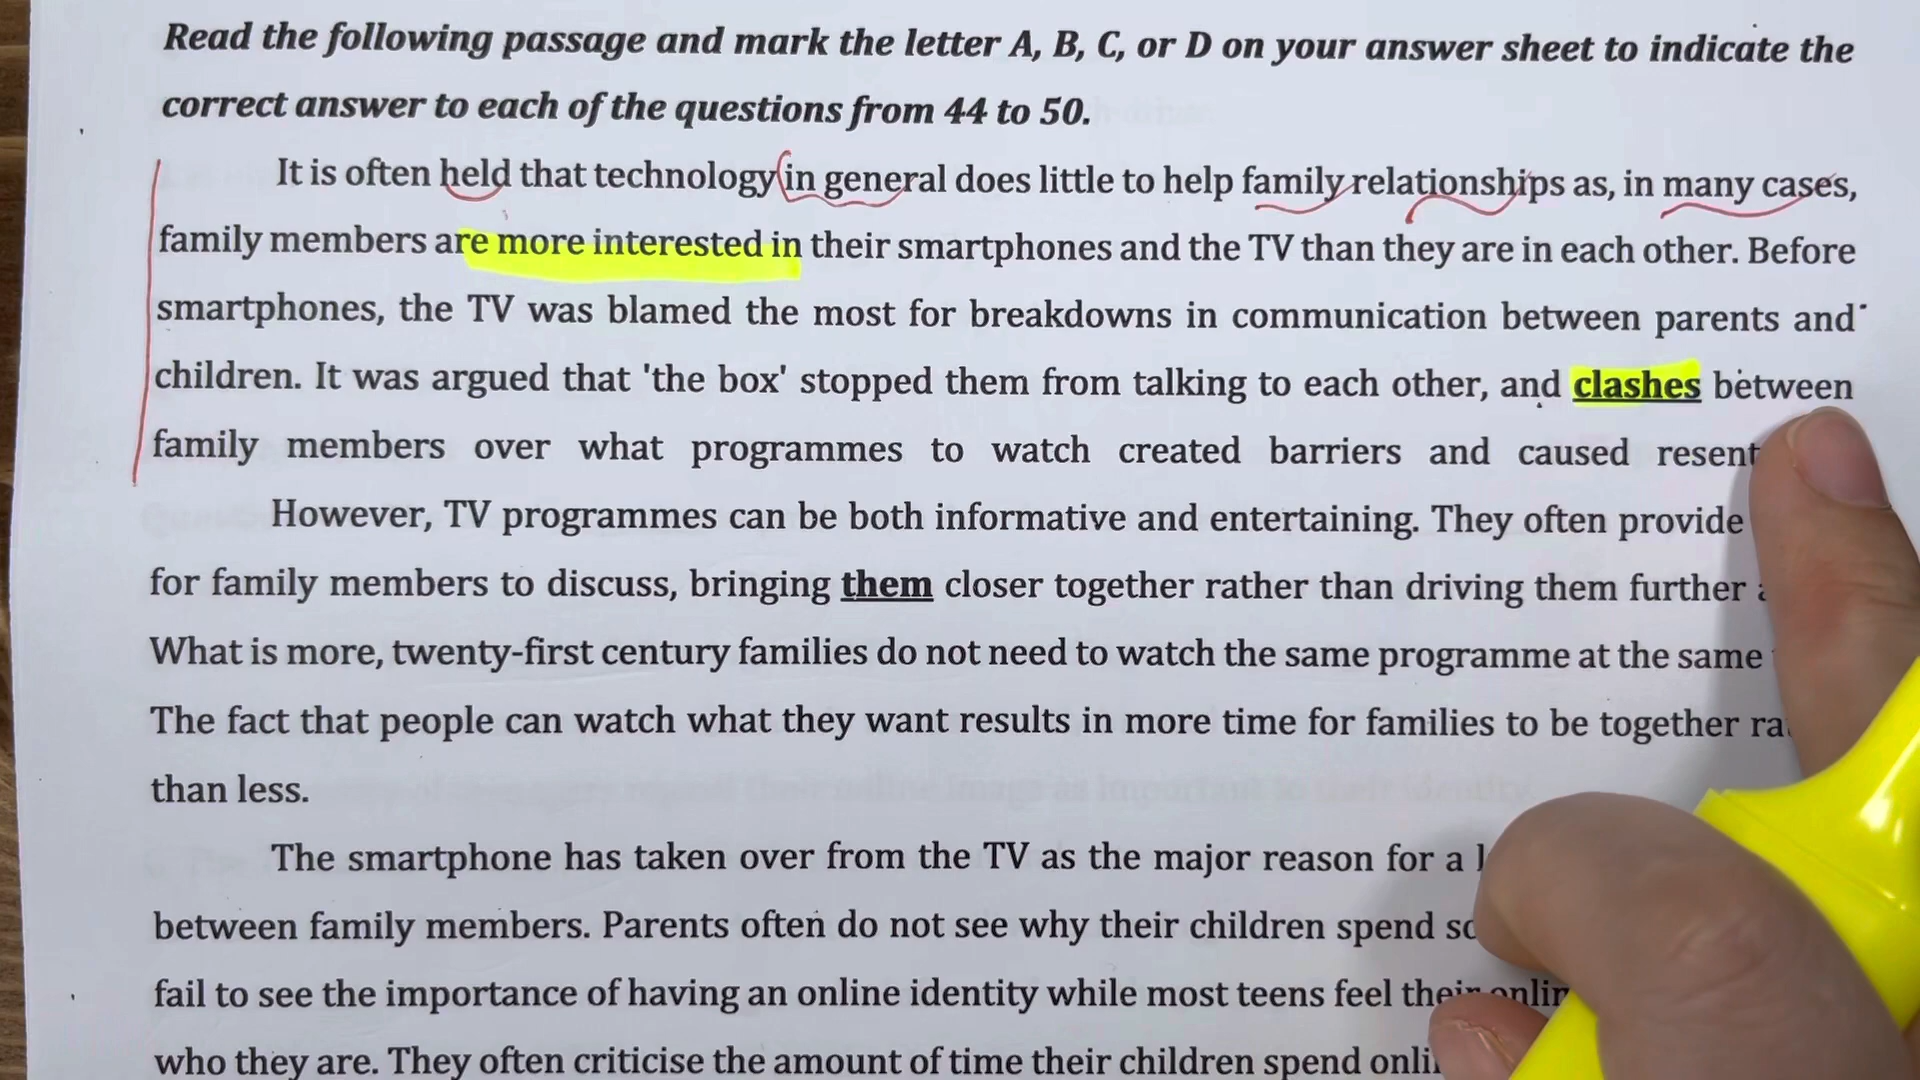 Read the following passage and mark the letter A, B, C, or D on your answer sheet to indicate the
correct answer to each of the questions from 44 to 50.
It is often held that technology in general does little to help family relationships as, in many cases,
family members are more interested in their smartphones and the TV than they are in each other. Before
smartphones, the TV was blamed the most for breakdowns in communication between parents and
children. It was argued that 'the box' stopped them from talking to each other, and clashes between
family members over what programmes to watch created barriers and caused
However, TV programmes can be both informative and entertaining. They often provide
for family members to discuss, bringing them closer together rather than driving them further
What is more, twenty-first century families do not need to watch the same programme at the same
The fact that people can watch what they want results in more time for families to be together
than less.
The smartphone has taken over from the TV as the major reason for a
between family members. Parents often do not see why their children spend
fail to see the importance of having an online identity while most teens feel their
who they are. They often criticise the amount of time their children spend